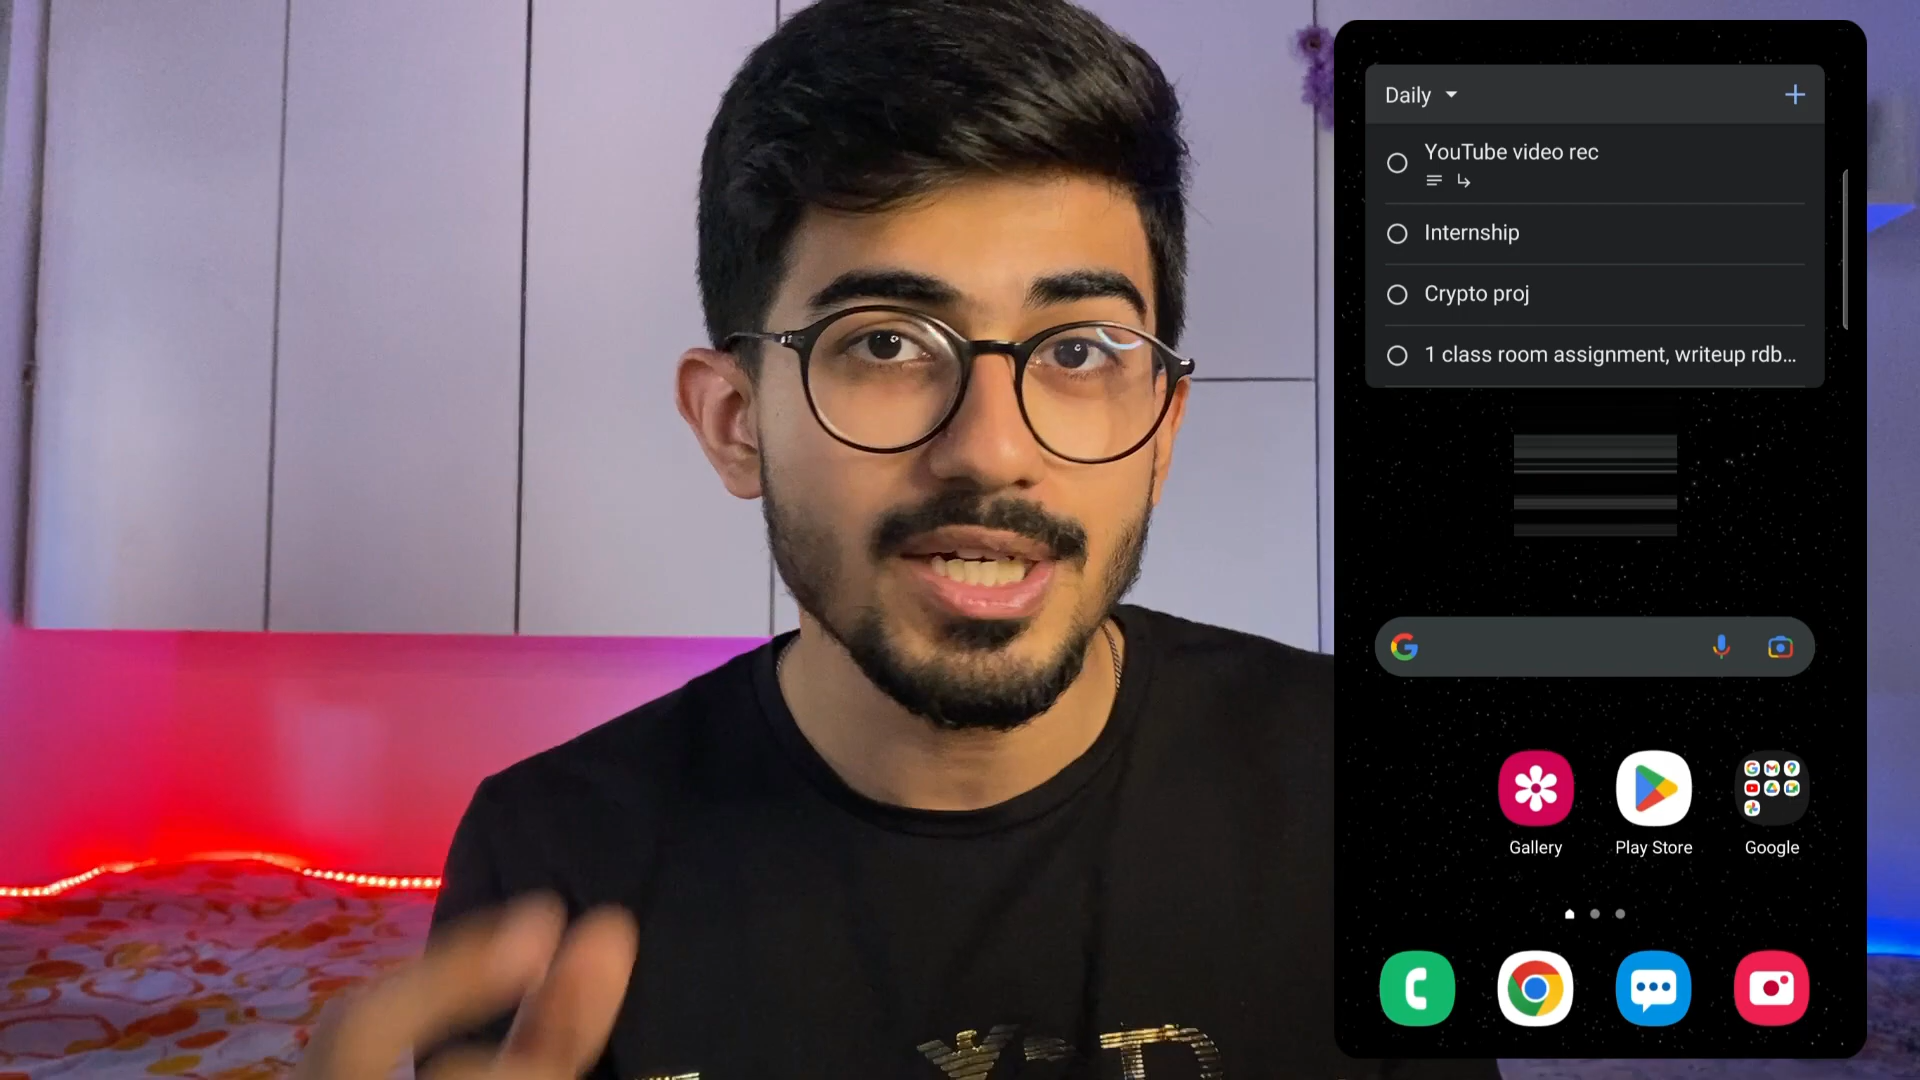 Daily
YouTube video rec
Internship
Crypto proj
1 class room assignment, writeup rdb...
Gallery
Play Store
Google